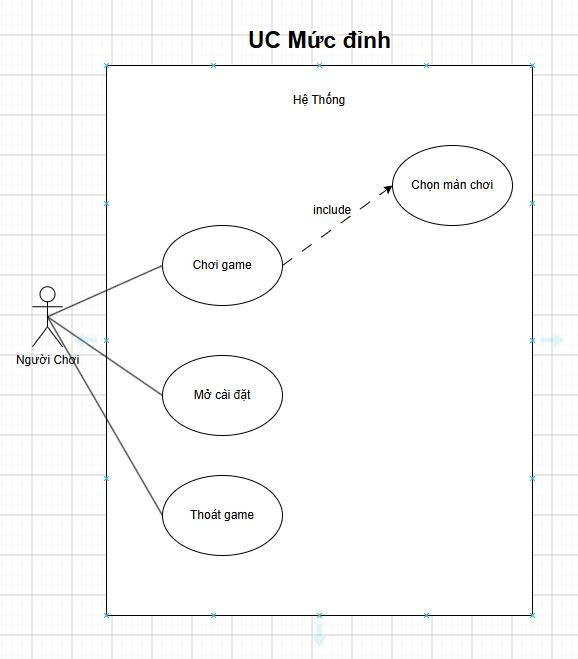 UC Mức đỉnh
Hệ Thống
Chọn màn chơi
include
Chơi game
Người Chơi
Mở cài đặt
Thoát game